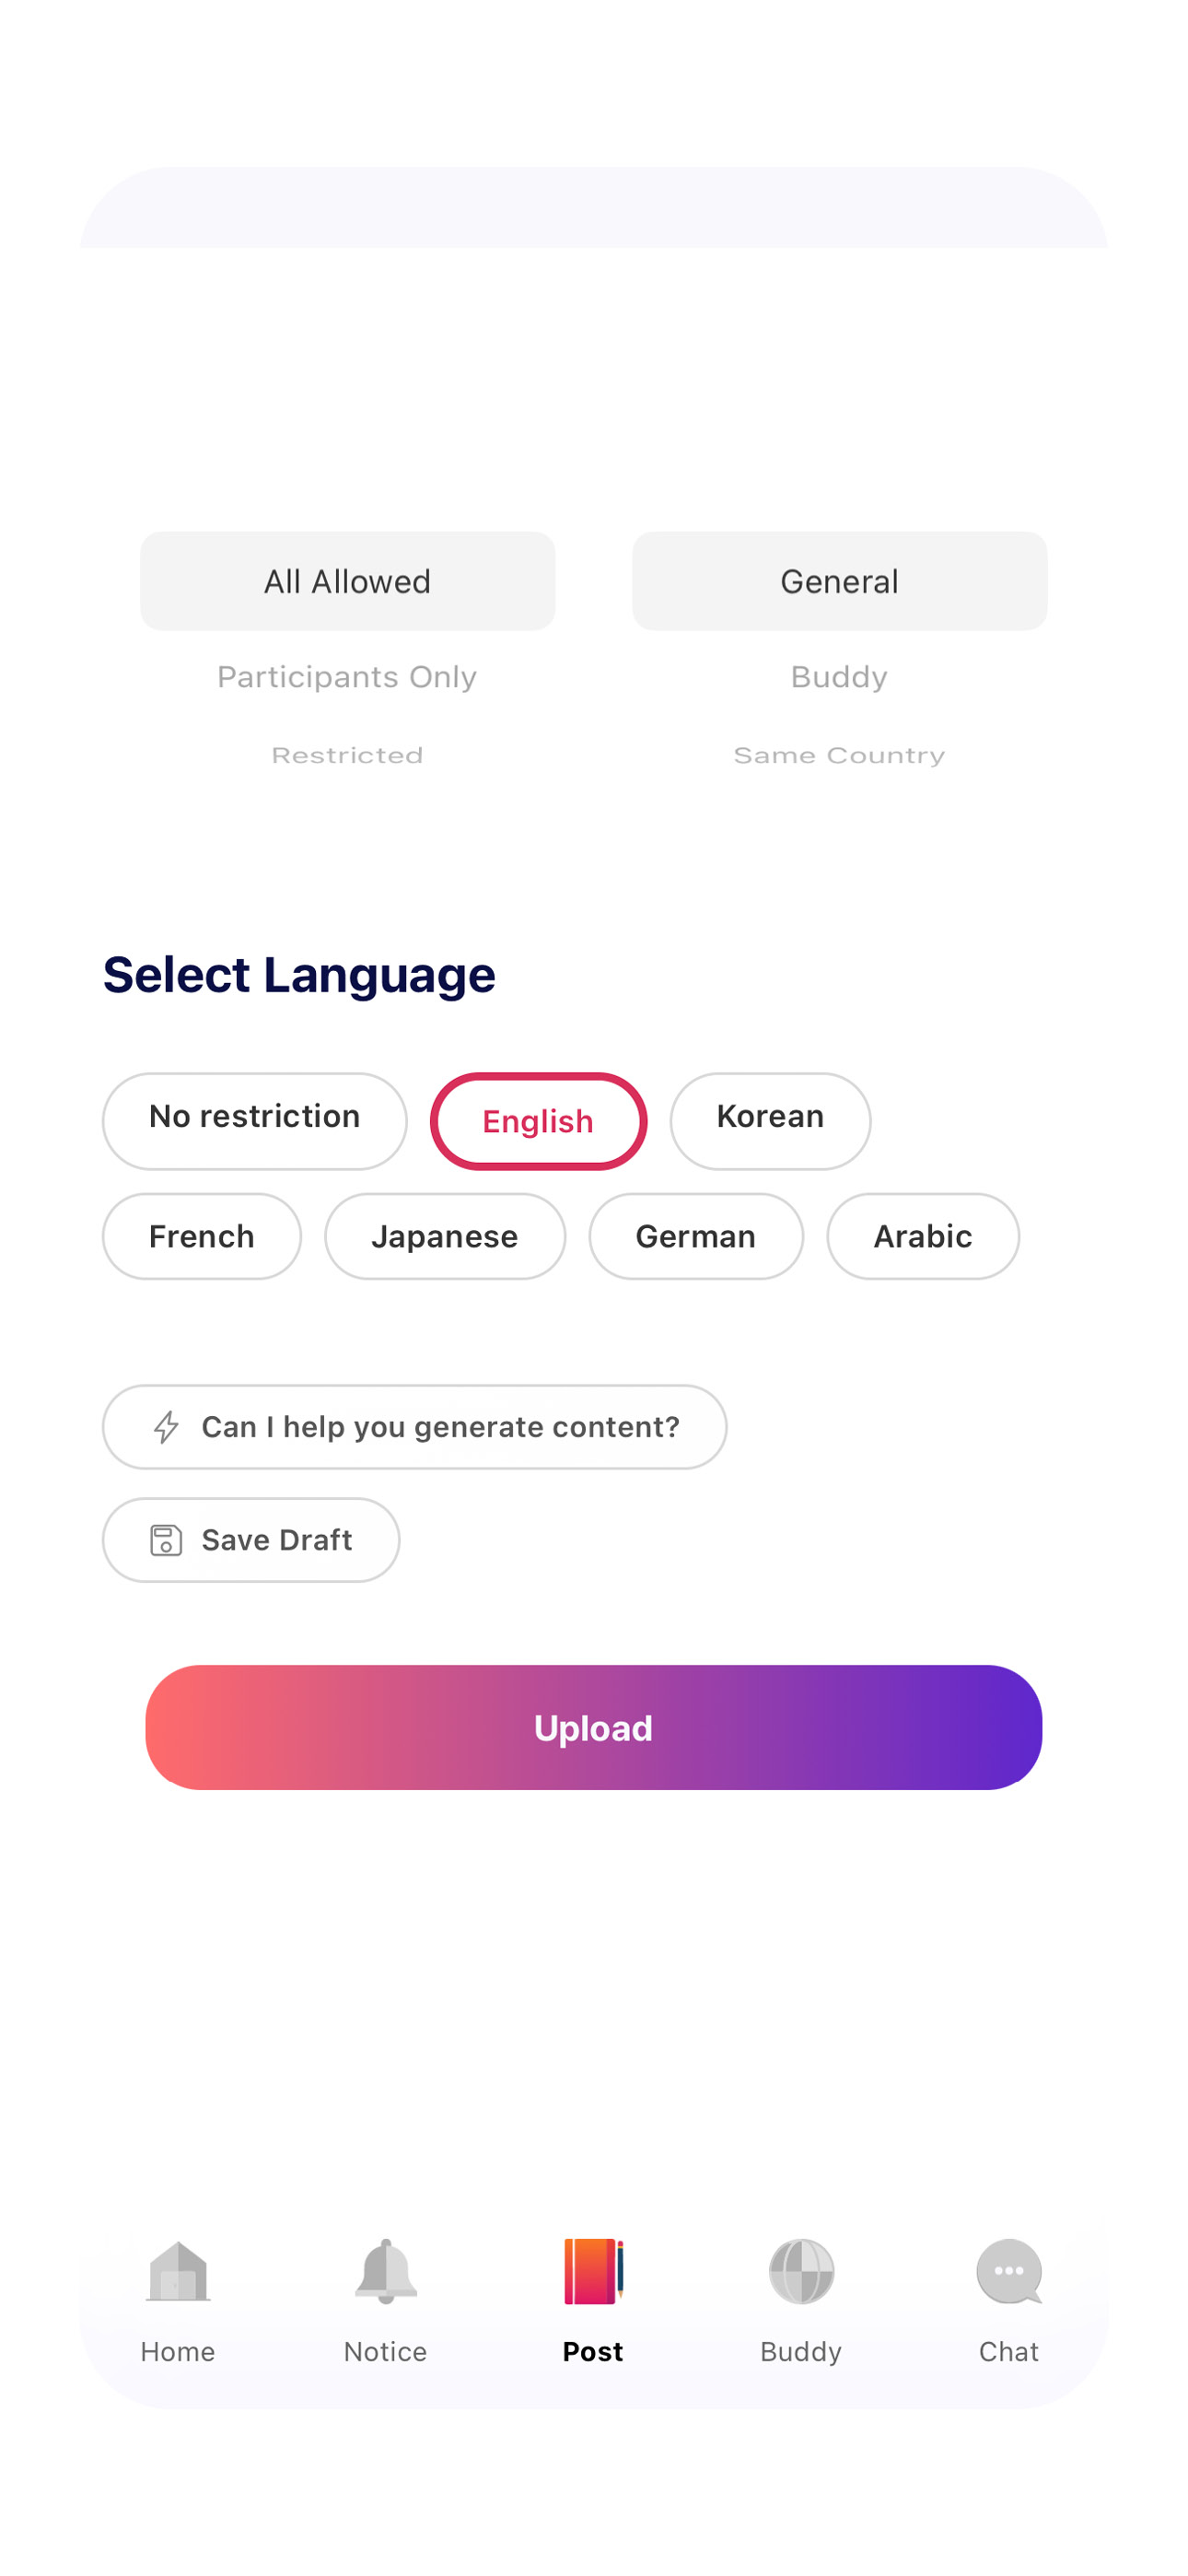 All Allowed General
Participants Only Buddy
Restricted Same Country
Select Language
No restriction English Korean
French Japanese German Arabic
Can I help you generate content?
Save Draft
Upload
Home Notice Post Buddy Chat